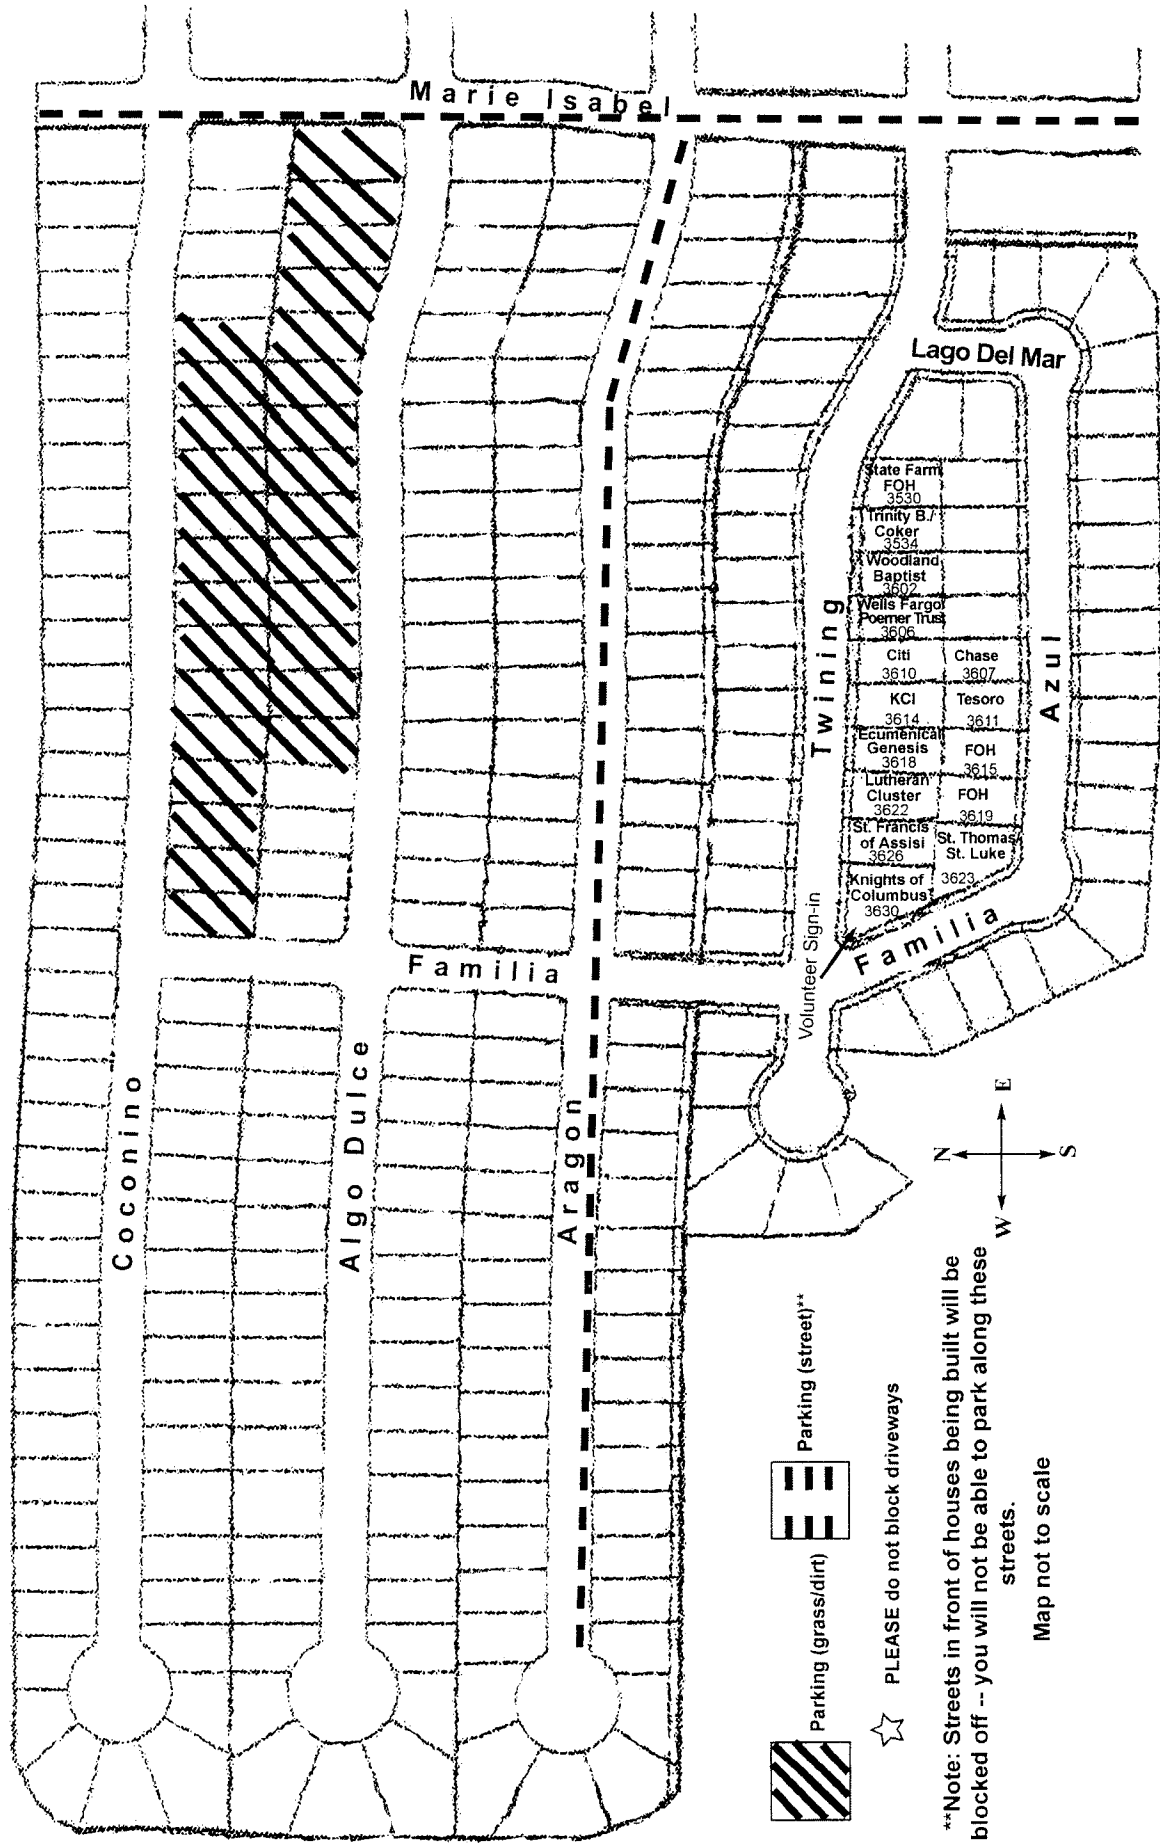 Marie Isabel
Lago Del Mar
State Farm
FOH
3530
Trinity B./
Coker
3534
Woodland
Baptist
3602
Wells Fargo
Poerner Trust
3606
Citi
3610
Chase
3607
KCI
3614
Tesoro
3611
Ecumenical
Genesis
3618
FOH
3615
Lutheran
Cluster
3622
FOH
3619
St. Francis
of Assisi
3626
St. Thomas
St. Luke
3623
Knights of
Columbus
3630
Twining
Azul
Familia
Familia
Volunteer Sign-in
Coconino
Algo Dulce
Aragon
N
E
S
W
Parking (grass/dirt)
Parking (street)**
PLEASE do not block driveways
**Note: Streets in front of houses being built will be
blocked off -- you will not be able to park along these
streets.
Map not to scale